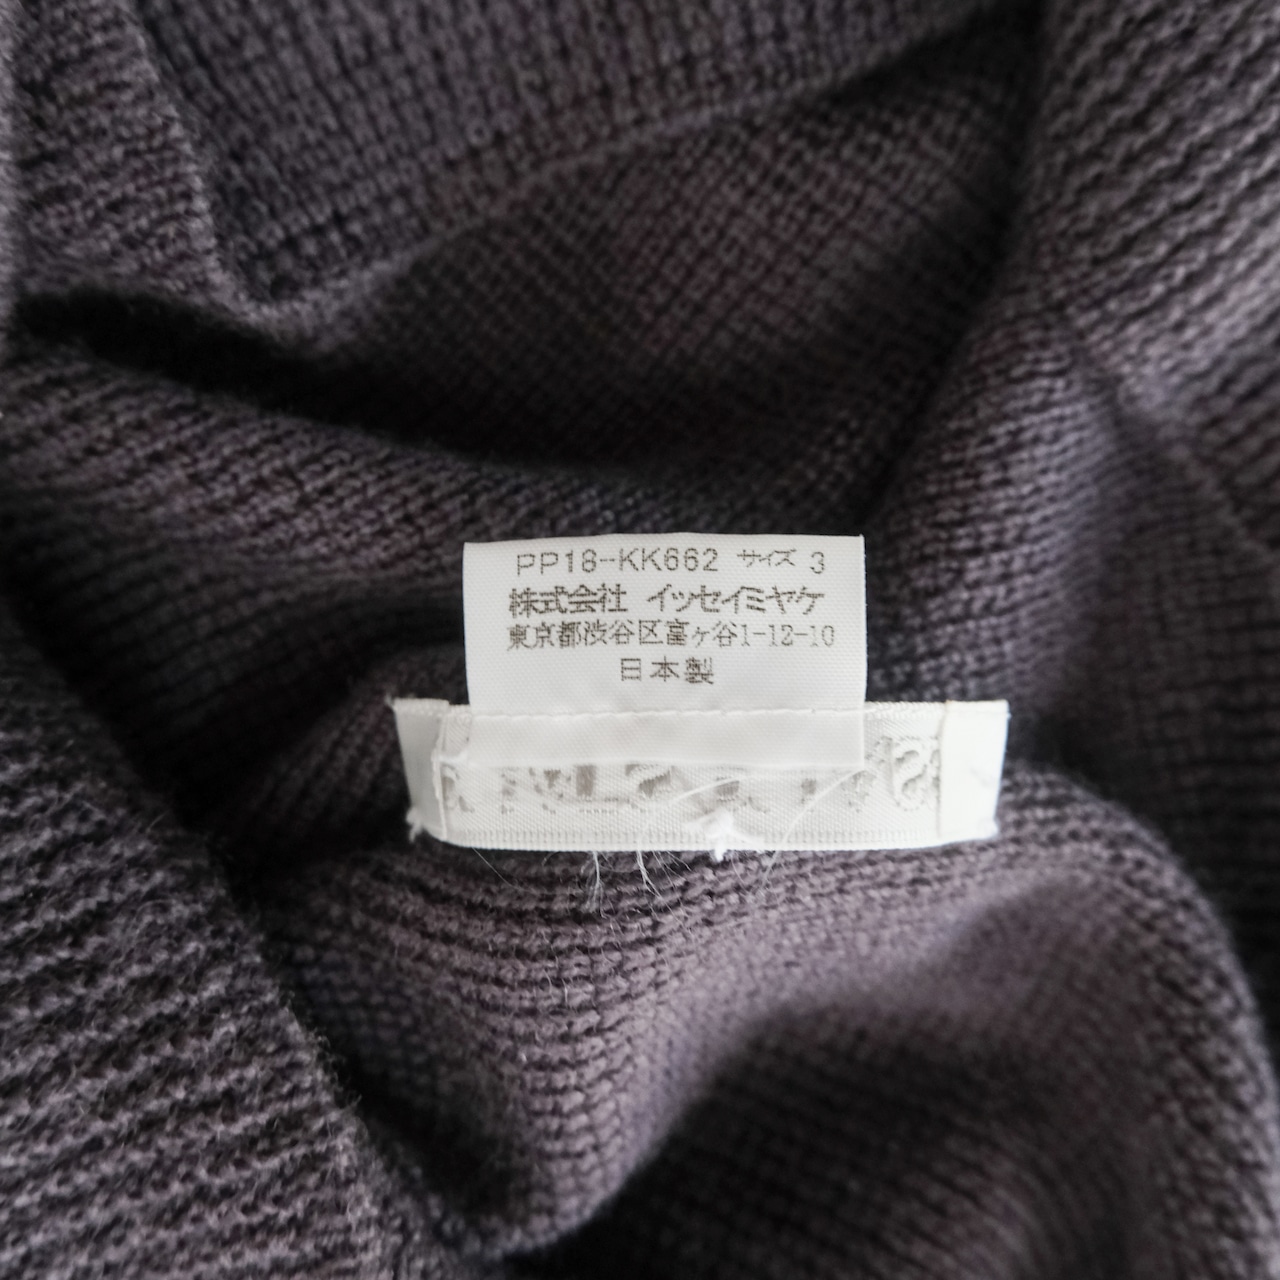 PP18-KK662 サイズ 3
株式会社 イッセイミヤケ
東京都渋谷区富ヶ谷1-12-10
日本製